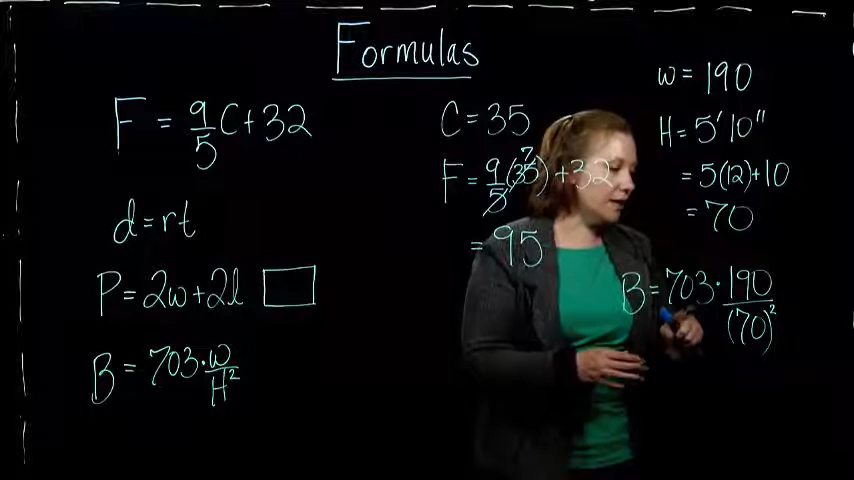 Formulas
F = 9/5 C + 32
d = rt
P = 2w + 2l
B = 703 · w/H²
C = 35
F = 9/5 (35) 7 + 32
= 95
w = 190
H = 5' 10"
= 5(12) + 10
= 70
B = 703 · 190/(70)²